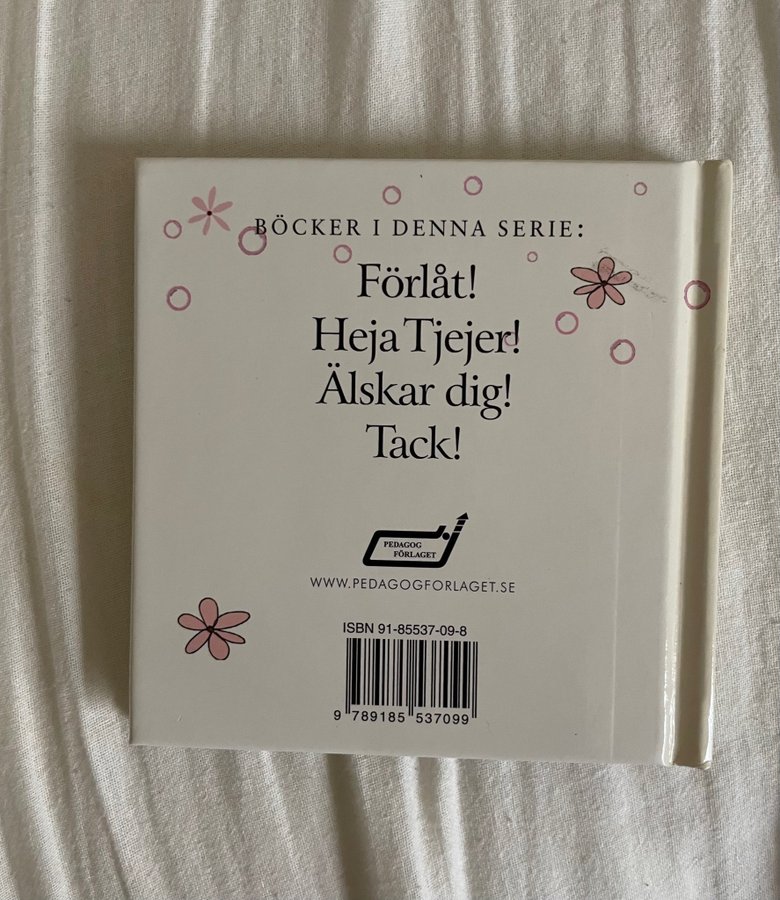 BÖCKER I DENNA SERIE:
Förlåt!
Heja Tjejer!
Älskar dig!
Tack!
PEDAGOG
FÖRLAGET
WWW.PEDAGOGFORLAGET.SE
ISBN 91-85537-09-8
9 789185 537099